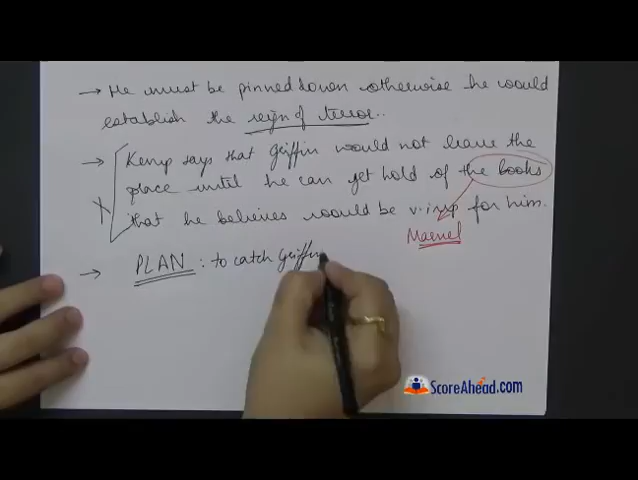 → He must be pinned down otherwise he would
establish the reign of terror..
→ Kemp says that Griffin would not leave the
place until he can get hold of the books
that he believes would be v.imp for him.
Marvel
→ PLAN : to catch Griffin
ScoreAhead.com